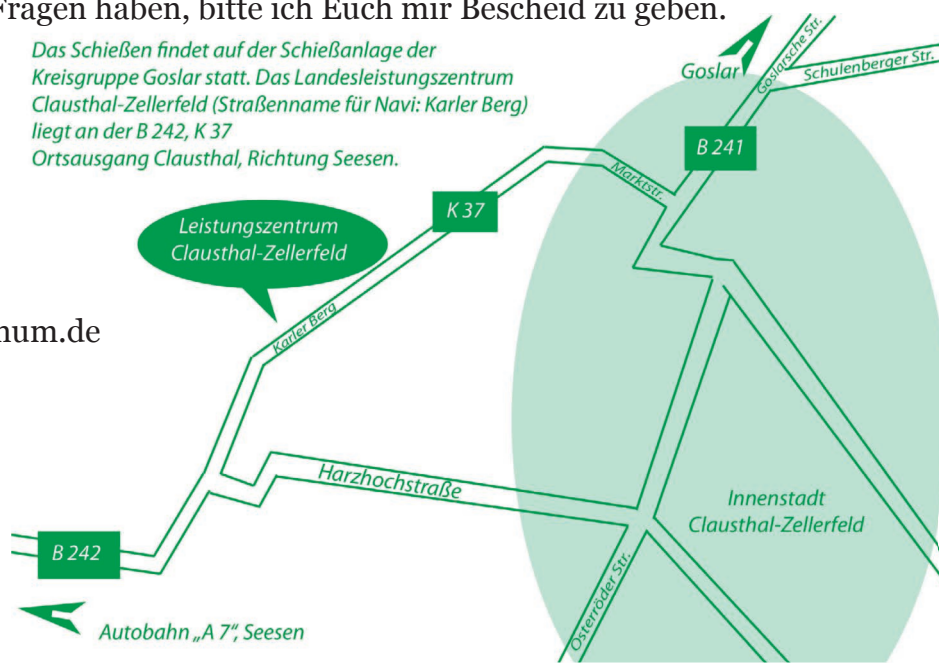 Fragen haben, bitte ich Euch mir Bescheid zu geben.
Das Schießen findet auf der Schießanlage der
Kreisgruppe Goslar statt. Das Landesleistungszentrum
Clausthal-Zellerfeld (Straßenname für Navi: Karler Berg)
liegt an der B 242, K 37
Ortsausgang Clausthal, Richtung Seesen.
Goslar
Goslarsche Str.
Schulenberger Str.
B 241
Marktstr.
K 37
Leistungszentrum
Clausthal-Zellerfeld
Karler Berg
num.de
Harzhochstraße
Innenstadt
Clausthal-Zellerfeld
B 242
Osterröder Str.
Autobahn „A 7“, Seesen